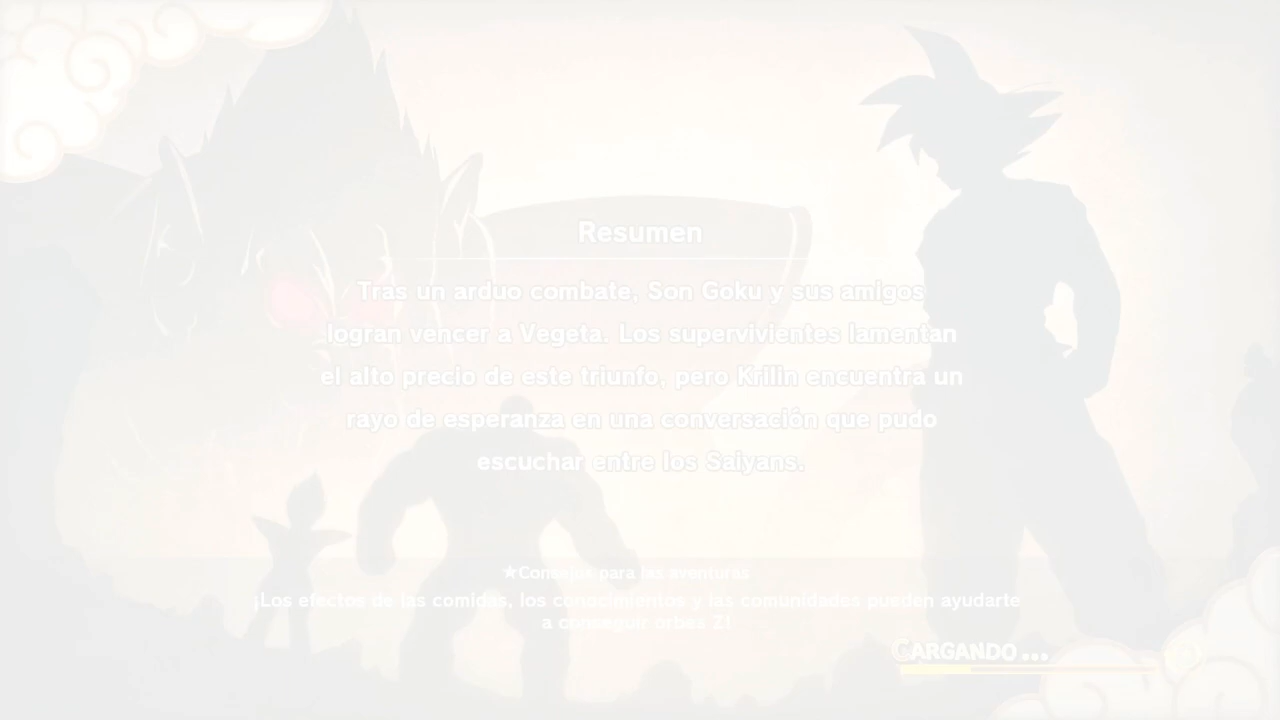 Resumen
Tras un arduo combate, Son Goku y sus amigos
logran vencer a Vegeta. Los supervivientes lamentan
el alto precio de este triunfo, pero Krilin encuentra un
rayo de esperanza en una conversación que pudo
escuchar entre los Saiyans.
★Consejos para las aventuras
¡Los efectos de las comidas, los conocimientos y las comunidades pueden ayudarte
a conseguir orbes Z!
CARGANDO...